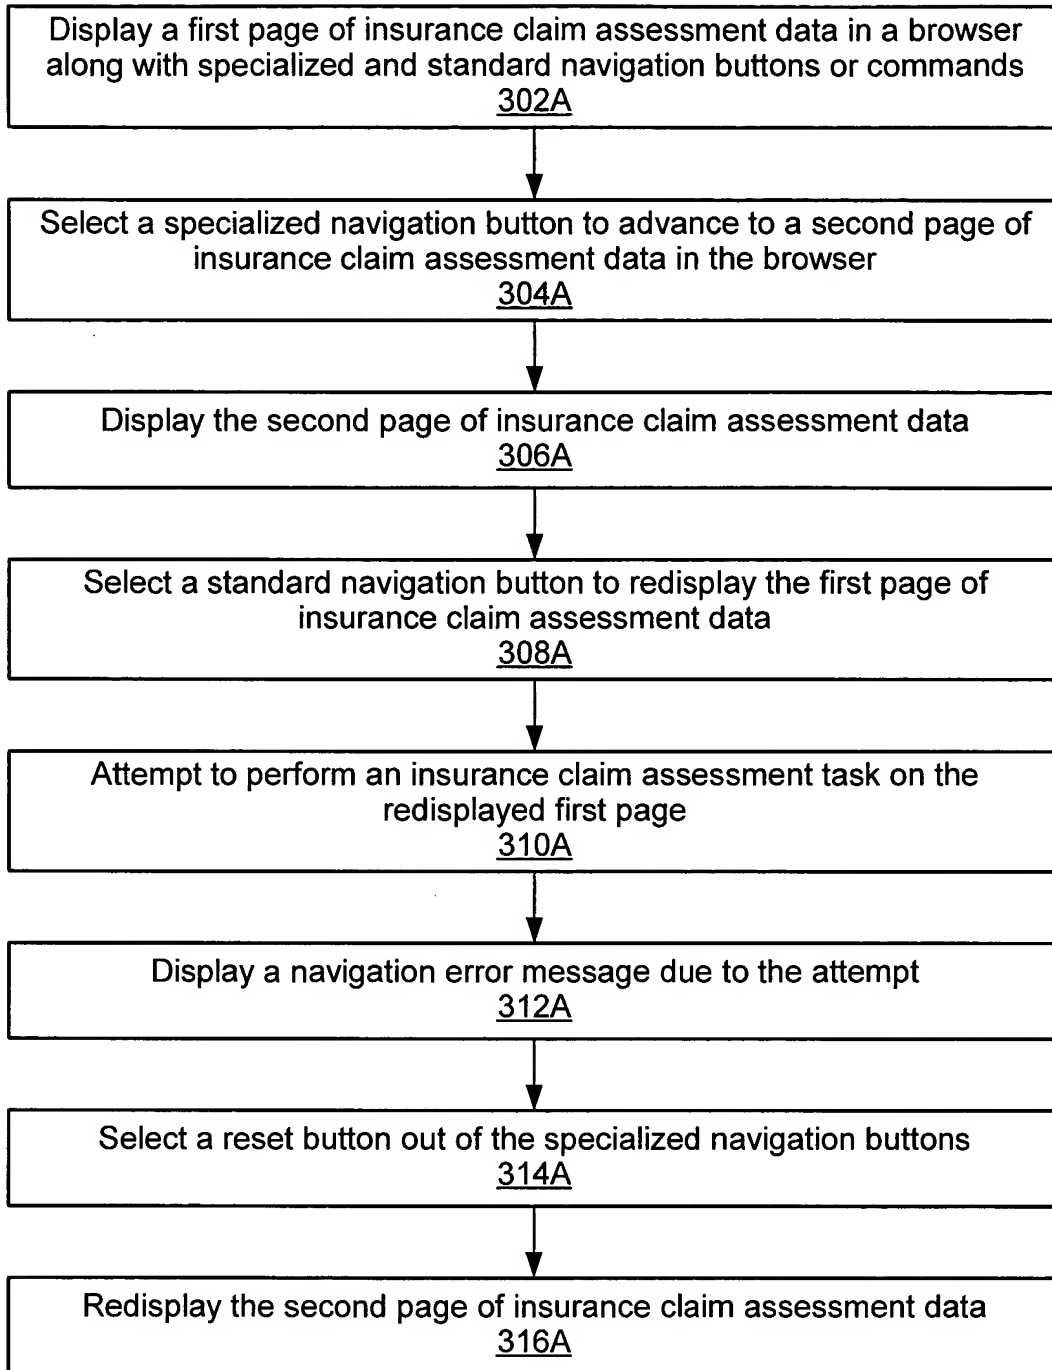 Display a first page of insurance claim assessment data in a browser
along with specialized and standard navigation buttons or commands
302A
Select a specialized navigation button to advance to a second page of
insurance claim assessment data in the browser
304A
Display the second page of insurance claim assessment data
306A
Select a standard navigation button to redisplay the first page of
insurance claim assessment data
308A
Attempt to perform an insurance claim assessment task on the
redisplayed first page
310A
Display a navigation error message due to the attempt
312A
Select a reset button out of the specialized navigation buttons
314A
Redisplay the second page of insurance claim assessment data
316A